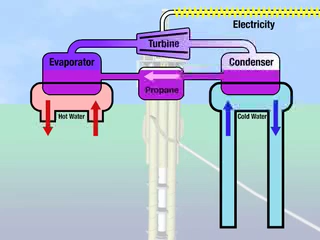 Electricity
Turbine
Evaporator
Condenser
Propane
Hot Water
Cold Water